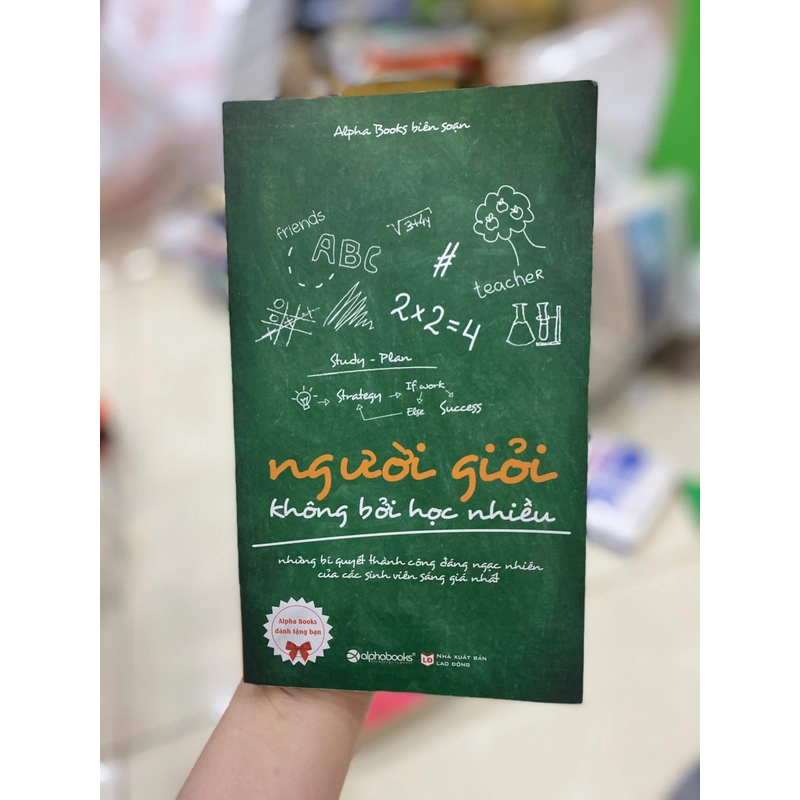 Alpha Books biên soạn
friends
ABC
√3+4y
#
teacher
2×2=4
Study - Plan
Strategy
If work
Else
Success
người giỏi
không bởi học nhiều
những bí quyết thành công đáng ngạc nhiên
của các sinh viên sáng giá nhất
Alpha Books
dành tặng bạn
alphabooks
LĐ
NHÀ XUẤT BẢN
LAO ĐỘNG